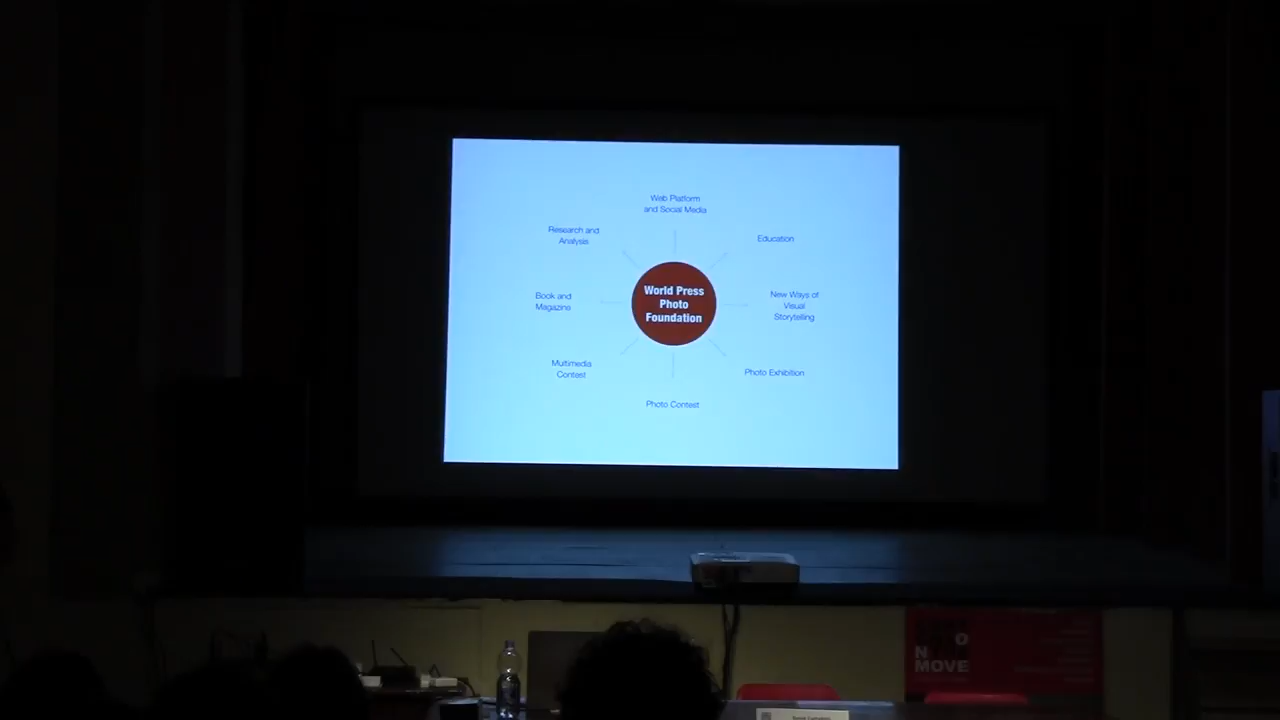 Web Platform
and Social Media
Research and
Analysis
Education
World Press
Photo
Foundation
Book and
Magazine
New Ways of
Visual
Storytelling
Multimedia
Contest
Photo Exhibition
Photo Contest
MOVE